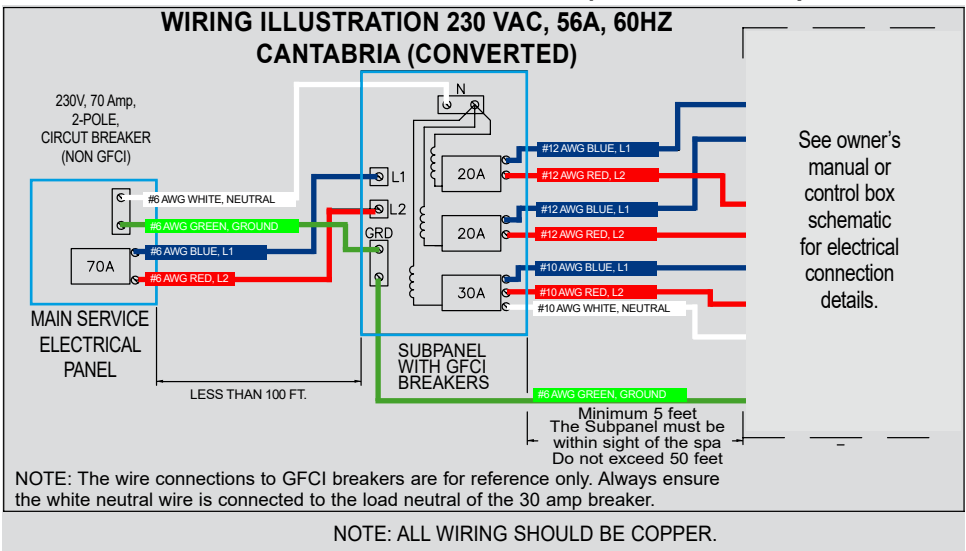 WIRING ILLUSTRATION 230 VAC, 56A, 60HZ
CANTABRIA (CONVERTED)
230V, 70 Amp,
2-POLE,
CIRCUT BREAKER
(NON GFCI)
N
#6 AWG WHITE, NEUTRAL
#6 AWG GREEN, GROUND
#6 AWG BLUE, L1
#6 AWG RED, L2
70A
MAIN SERVICE
ELECTRICAL
PANEL
LESS THAN 100 FT.
L1
L2
GRD
20A
20A
30A
SUBPANEL
WITH GFCI
BREAKERS
#12 AWG BLUE, L1
#12 AWG RED, L2
#12 AWG BLUE, L1
#12 AWG RED, L2
#10 AWG BLUE, L1
#10 AWG RED, L2
#10 AWG WHITE, NEUTRAL
#6 AWG GREEN, GROUND
Minimum 5 feet
The Subpanel must be
within sight of the spa
Do not exceed 50 feet
See owner's
manual or
control box
schematic
for electrical
connection
details.
NOTE: The wire connections to GFCI breakers are for reference only. Always ensure
the white neutral wire is connected to the load neutral of the 30 amp breaker.
NOTE: ALL WIRING SHOULD BE COPPER.